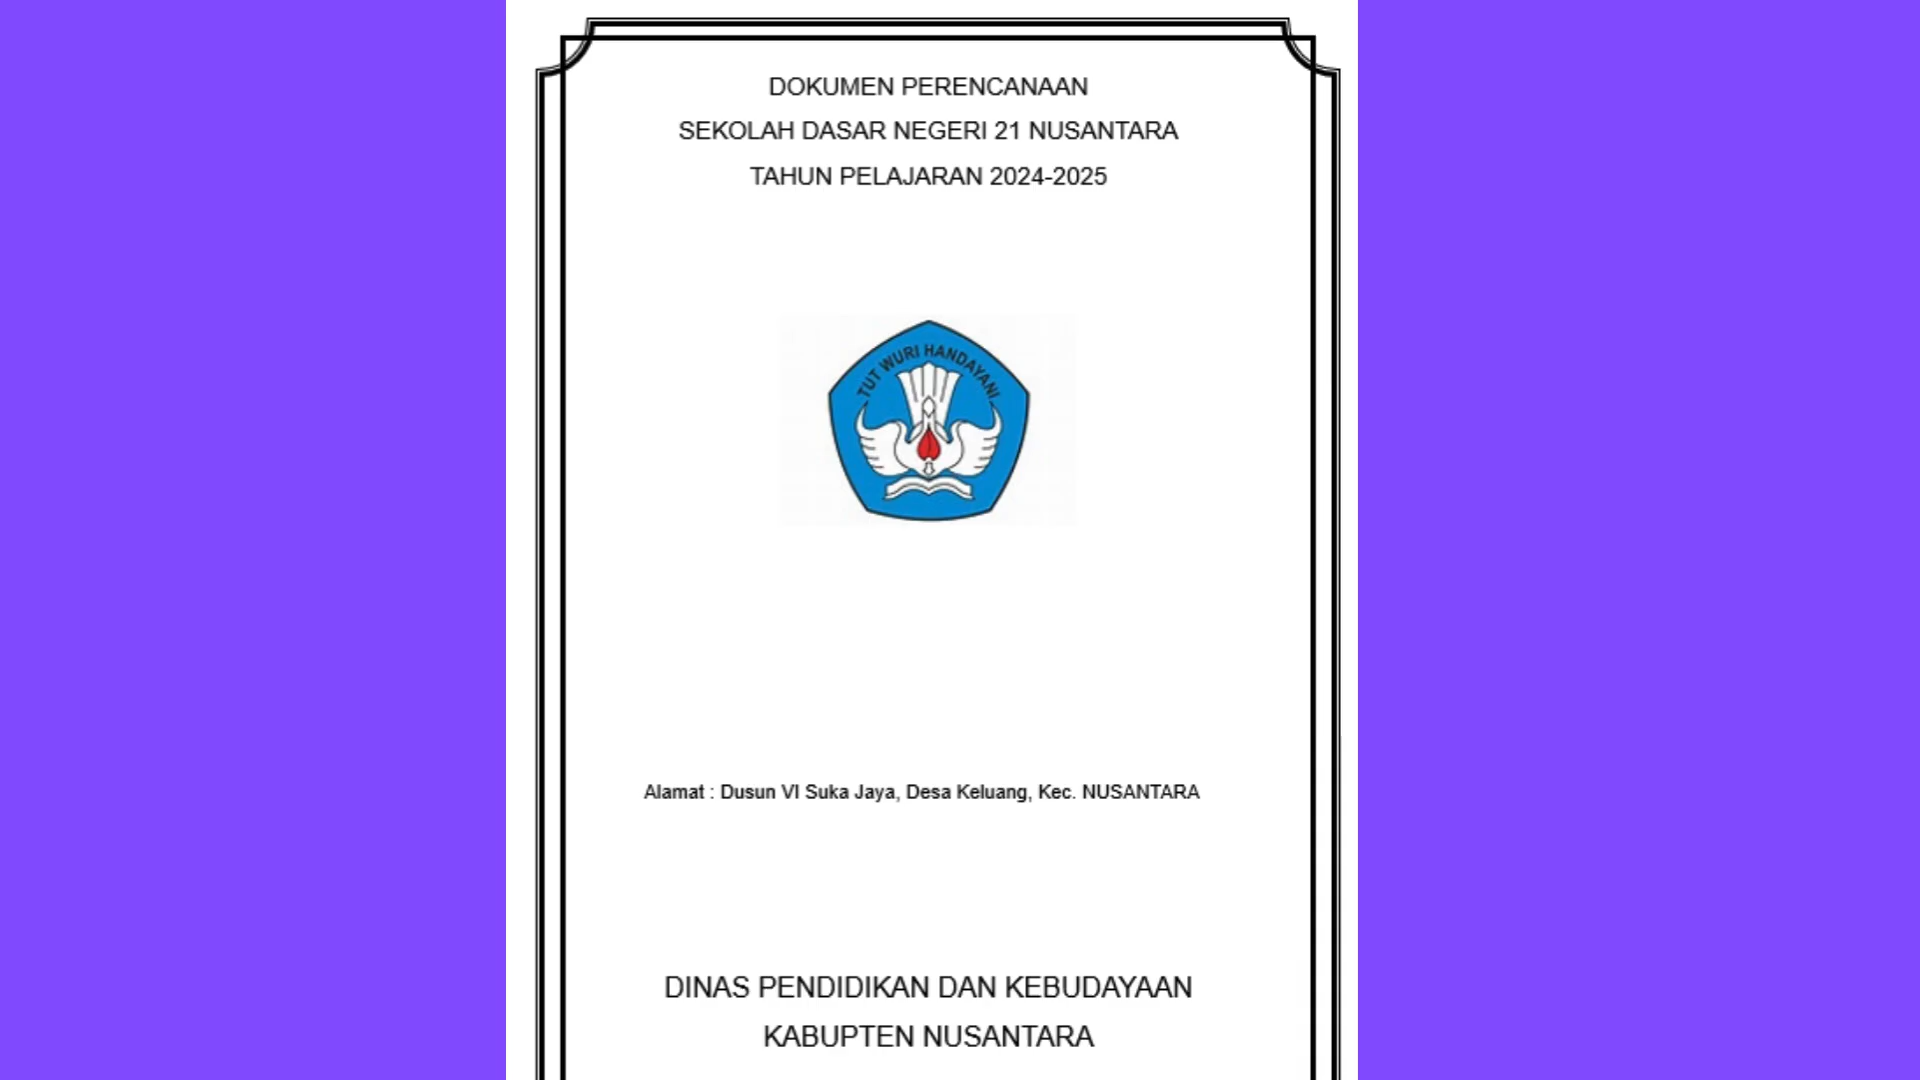 DOKUMEN PERENCANAAN
SEKOLAH DASAR NEGERI 21 NUSANTARA
TAHUN PELAJARAN 2024-2025
TUT WURI HANDAYANI
Alamat : Dusun VI Suka Jaya, Desa Keluang, Kec. NUSANTARA
DINAS PENDIDIKAN DAN KEBUDAYAAN
KABUPTEN NUSANTARA